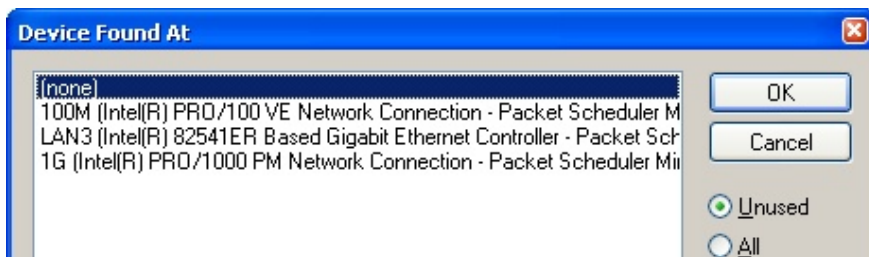 Device Found At
(none)
100M (Intel(R) PRO/100 VE Network Connection - Packet Scheduler M
LAN3 (Intel(R) 82541ER Based Gigabit Ethernet Controller - Packet Sch
1G (Intel(R) PRO/1000 PM Network Connection - Packet Scheduler Mi
OK
Cancel
Unused
All